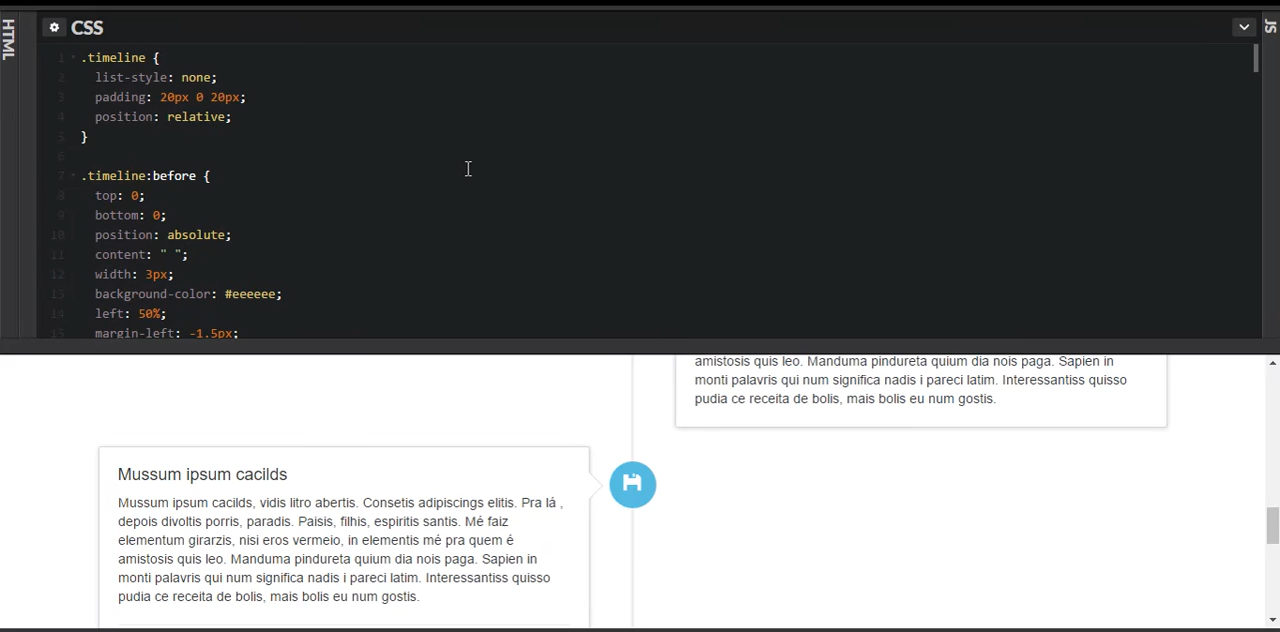 HTML
CSS
JS
1 .timeline {
2 list-style: none;
3 padding: 20px 0 20px;
4 position: relative;
5 }
6
7 .timeline:before {
8 top: 0;
9 bottom: 0;
10 position: absolute;
11 content: " ";
12 width: 3px;
13 background-color: #eeeeee;
14 left: 50%;
15 margin-left: -1.5px;
amistosis quis leo. Manduma pindureta quium dia nois paga. Sapien in
monti palavris qui num significa nadis i pareci latim. Interessantiss quisso
pudia ce receita de bolis, mais bolis eu num gostis.
Mussum ipsum cacilds
Mussum ipsum cacilds, vidis litro abertis. Consetis adipiscings elitis. Pra lá ,
depois divoltis porris, paradis. Paisis, filhis, espiritis santis. Mé faiz
elementum girarzis, nisi eros vermeio, in elementis mé pra quem é
amistosis quis leo. Manduma pindureta quium dia nois paga. Sapien in
monti palavris qui num significa nadis i pareci latim. Interessantiss quisso
pudia ce receita de bolis, mais bolis eu num gostis.